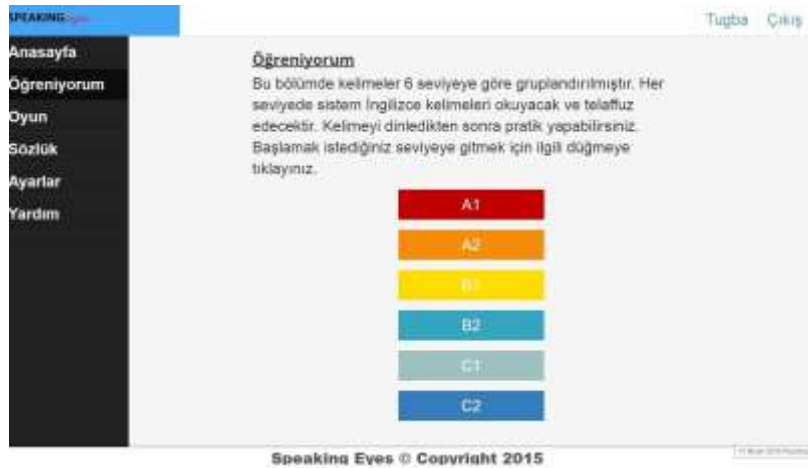 SPEAKING
Tugba Çıkış
Anasayfa
Öğreniyorum
Oyun
Sözlük
Ayarlar
Yardım
Öğreniyorum
Bu bölümde kelimeler 6 seviyeye göre gruplandırılmıştır. Her
seviyede sistem İngilizce kelimeleri okuyacak ve telaffuz
edecektir. Kelimeyi dinledikten sonra pratik yapabilirsiniz.
Başlamak istediğiniz seviyeye gitmek için ilgili düğmeye
tıklayınız.
A1
A2
B1
B2
C1
C2
Speaking Eyes © Copyright 2015